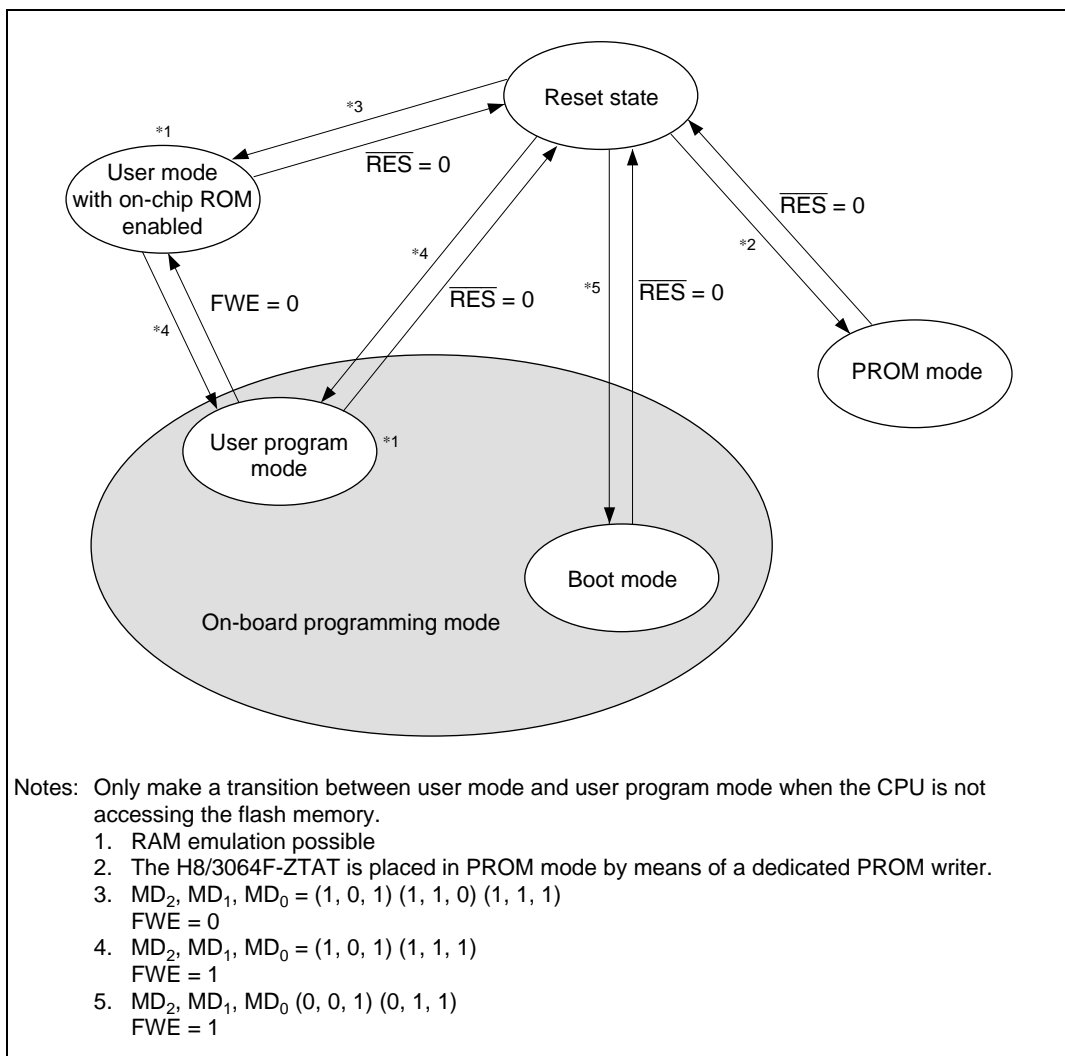 Reset state
*3
*1
User mode
with on-chip ROM
enabled
R̅E̅S̅ = 0
R̅E̅S̅ = 0
*4
*2
R̅E̅S̅ = 0
*5
R̅E̅S̅ = 0
FWE = 0
*4
PROM mode
User program
mode
*1
Boot mode
On-board programming mode
Notes: Only make a transition between user mode and user program mode when the CPU is not
accessing the flash memory.
1. RAM emulation possible
2. The H8/3064F-ZTAT is placed in PROM mode by means of a dedicated PROM writer.
3. MD₂, MD₁, MD₀ = (1, 0, 1) (1, 1, 0) (1, 1, 1)
FWE = 0
4. MD₂, MD₁, MD₀ = (1, 0, 1) (1, 1, 1)
FWE = 1
5. MD₂, MD₁, MD₀ (0, 0, 1) (0, 1, 1)
FWE = 1